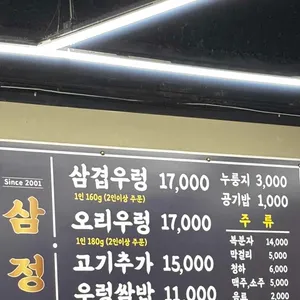 Since 2001
삼
정
삼겹우렁 17,000
1인 160g (2인이상 주문)
오리우렁 17,000
1인 180g (2인이상 주문)
고기추가 15,000
우렁쌈밥 11,000
누룽지 3,000
공기밥 1,000
주 류
복분자 14,000
막걸리 5,000
청하 6,000
맥주,소주 5,000
음료 2,000